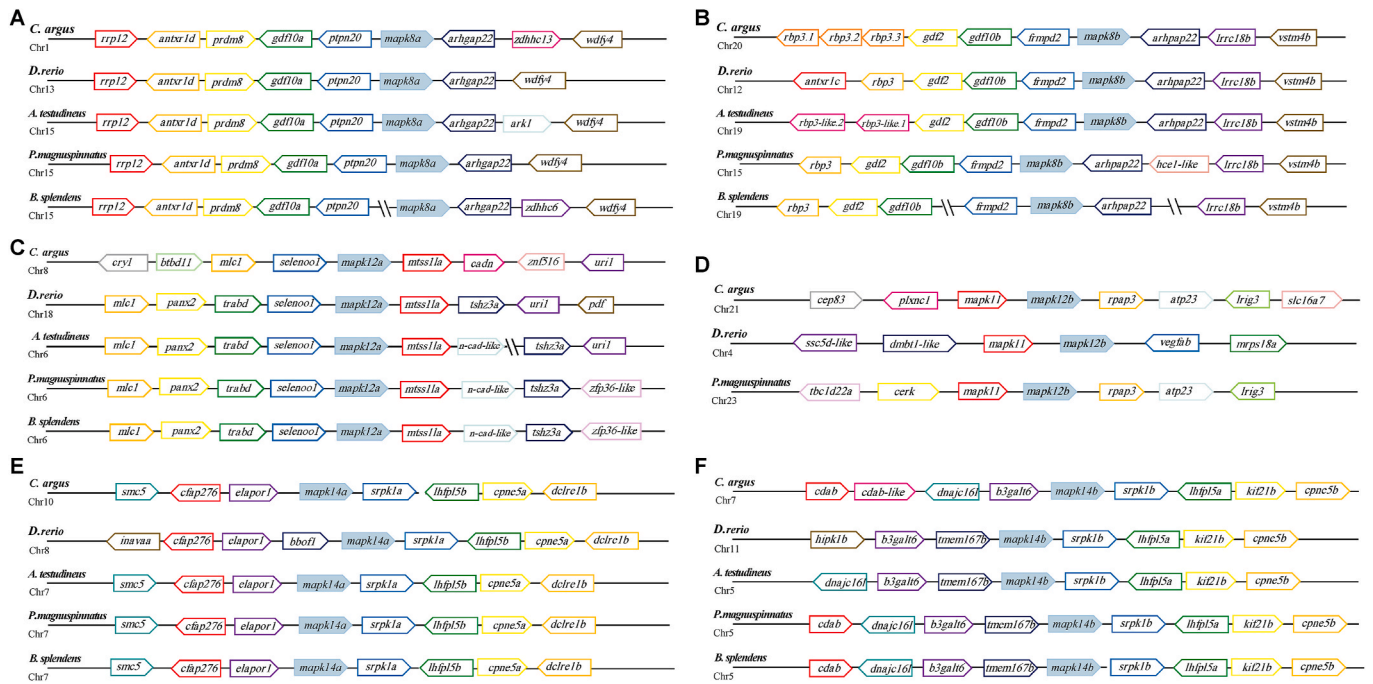 A
C. argus
Chr1
rrp12 antxr1d prdm8 gdf10a ptpn20 mapk8a arhgap22 zdhhc13 wdfy4
D.rerio
Chr13
rrp12 antxr1d prdm8 gdf10a ptpn20 mapk8a arhgap22 wdfy4
A.testudineus
Chr15
rrp12 antxr1d prdm8 gdf10a ptpn20 mapk8a arhgap22 ark1 wdfy4
P.magnuspinnatus
Chr15
rrp12 antxr1d prdm8 gdf10a ptpn20 mapk8a arhgap22 wdfy4
B. splendens
Chr15
rrp12 antxr1d prdm8 gdf10a ptpn20 mapk8a arhgap22 zdhhc6 wdfy4
B
C. argus
Chr20
rbp3.1 rbp3.2 rbp3.3 gdf2 gdf10b frmpd2 mapk8b arhpap22 lrrc18b vstm4b
D.rerio
Chr12
antxr1c rbp3 gdf2 gdf10b frmpd2 mapk8b arhpap22 lrrc18b vstm4b
A.testudineus
Chr19
rbp3-like.2 rbp3-like.1 gdf2 gdf10b frmpd2 mapk8b arhpap22 lrrc18b vstm4b
P.magnuspinnatus
Chr15
rbp3 gdf2 gdf10b frmpd2 mapk8b arhpap22 hce1-like lrrc18b vstm4b
B. splendens
Chr19
rbp3 gdf2 gdf10b frmpd2 mapk8b arhpap22 lrrc18b vstm4b
C
C. argus
Chr8
cry1 btbd11 mlc1 selenoo1 mapk12a mtss1la cadn znf516 uri1
D.rerio
Chr18
mlc1 panx2 trabd selenoo1 mapk12a mtss1la tshz3a uri1 pdf
A. testudineus
Chr6
mlc1 panx2 trabd selenoo1 mapk12a mtss1la n-cad-like tshz3a uri1
P.magnuspinnatus
Chr6
mlc1 panx2 trabd selenoo1 mapk12a mtss1la n-cad-like tshz3a zfp36-like
B. splendens
Chr6
mlc1 panx2 trabd selenoo1 mapk12a mtss1la n-cad-like tshz3a zfp36-like
D
C. argus
Chr21
cep83 plxnc1 mapk11 mapk12b rpap3 atp23 lrig3 slc16a7
D.rerio
Chr4
ssc5d-like dmbt1-like mapk11 mapk12b vegfab mrps18a
P.magnuspinnatus
Chr23
tbc1d22a cerk mapk11 mapk12b rpap3 atp23 lrig3
E
C. argus
Chr10
smc5 cfap276 elapor1 mapk14a srpk1a lhfpl5b cpne5a dclre1b
D.rerio
Chr8
inavaa cfap276 elapor1 bbof1 mapk14a srpk1a lhfpl5b cpne5a dclre1b
A.testudineus
Chr7
smc5 cfap276 elapor1 mapk14a srpk1a lhfpl5b cpne5a dclre1b
P.magnuspinnatus
Chr7
smc5 cfap276 elapor1 mapk14a srpk1a lhfpl5b cpne5a dclre1b
B. splendens
Chr7
smc5 cfap276 elapor1 mapk14a srpk1a lhfpl5b cpne5a dclre1b
F
C. argus
Chr7
cdab cdab-like dnajc16l b3galt6 mapk14b srpk1b lhfpl5a kif21b cpne5b
D.rerio
Chr11
hipk1b b3galt6 tmem167b mapk14b srpk1b lhfpl5a kif21b cpne5b
A.testudineus
Chr5
dnajc16l b3galt6 tmem167b mapk14b srpk1b lhfpl5a kif21b cpne5b
P.magnuspinnatus
Chr5
cdab dnajc16l b3galt6 tmem167b mapk14b srpk1b lhfpl5a kif21b cpne5b
B. splendens
Chr5
cdab dnajc16l b3galt6 tmem167b mapk14b srpk1b lhfpl5a kif21b cpne5b